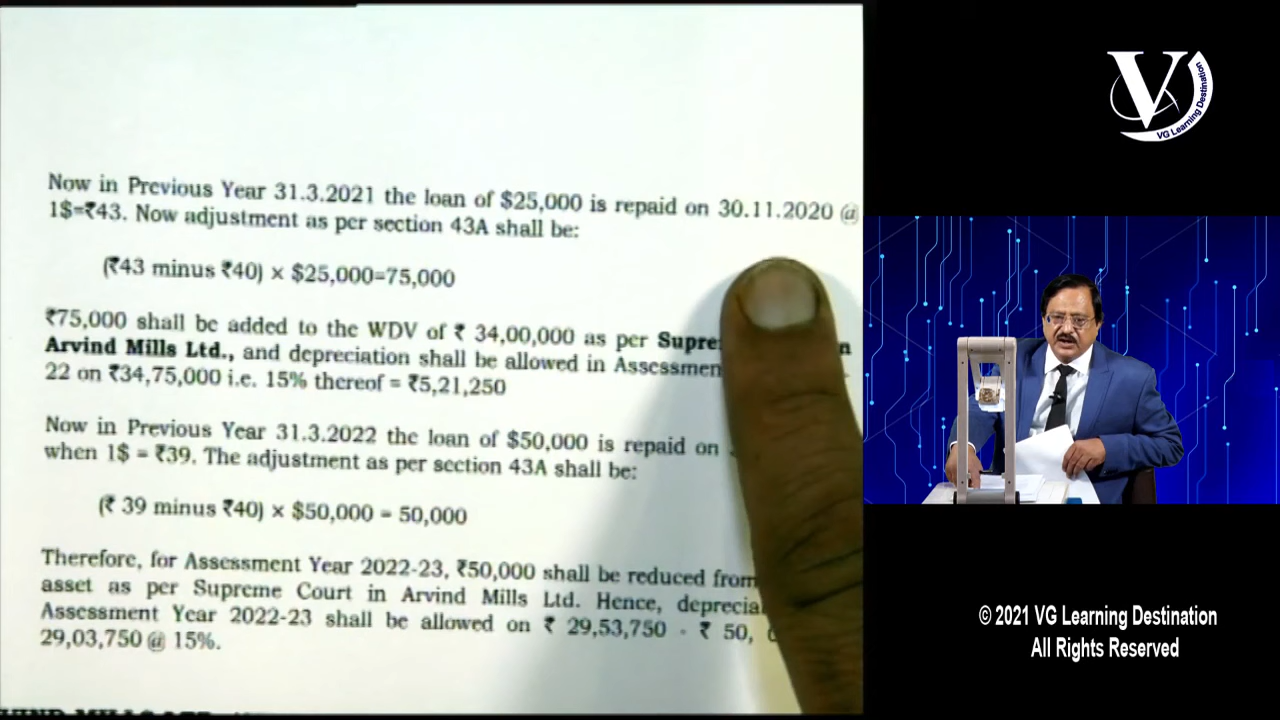 Now in Previous Year 31.3.2021 the loan of $25,000 is repaid on 30.11.2020 @
1$=₹43. Now adjustment as per section 43A shall be:
(₹43 minus ₹40) × $25,000=75,000
₹75,000 shall be added to the WDV of ₹ 34,00,000 as per
Arvind Mills Ltd., and depreciation shall be allowed in
22 on ₹34,75,000 i.e. 15% thereof = ₹5,21,250
Now in Previous Year 31.3.2022 the loan of $50,000 is repaid on
when 1$ = ₹39. The adjustment as per section 43A shall be:
(₹ 39 minus ₹40) × $50,000 = 50,000
Therefore, for Assessment Year 2022-23, ₹50,000 shall be reduced from
asset as per Supreme Court in Arvind Mills Ltd. Hence,
Assessment Year 2022-23 shall be allowed on ₹ 29,53,750 - ₹ 50,
29,03,750 @ 15%.
V
VG Learning Destination
© 2021 VG Learning Destination
All Rights Reserved